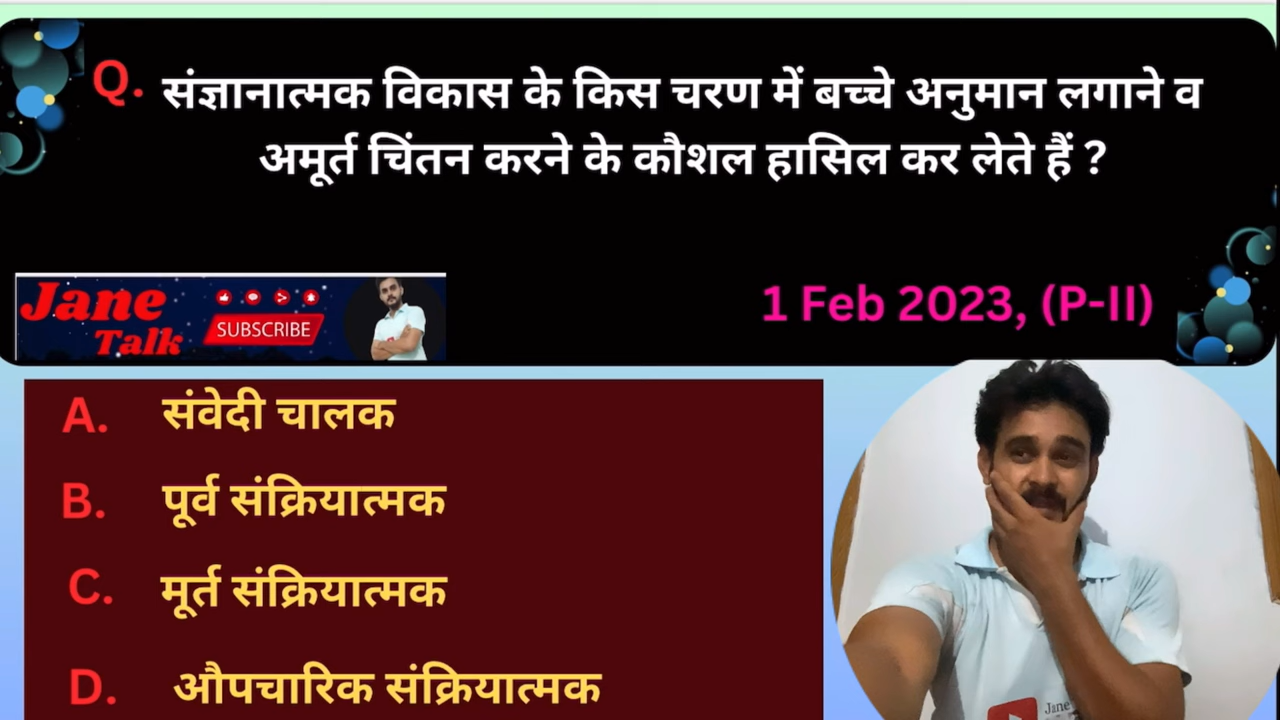 Q. संज्ञानात्मक विकास के किस चरण में बच्चे अनुमान लगाने व
अमूर्त चिंतन करने के कौशल हासिल कर लेते हैं ?
Jane
Talk
SUBSCRIBE
1 Feb 2023, (P-II)
A. संवेदी चालक
B. पूर्व संक्रियात्मक
C. मूर्त संक्रियात्मक
D. औपचारिक संक्रियात्मक
Jane